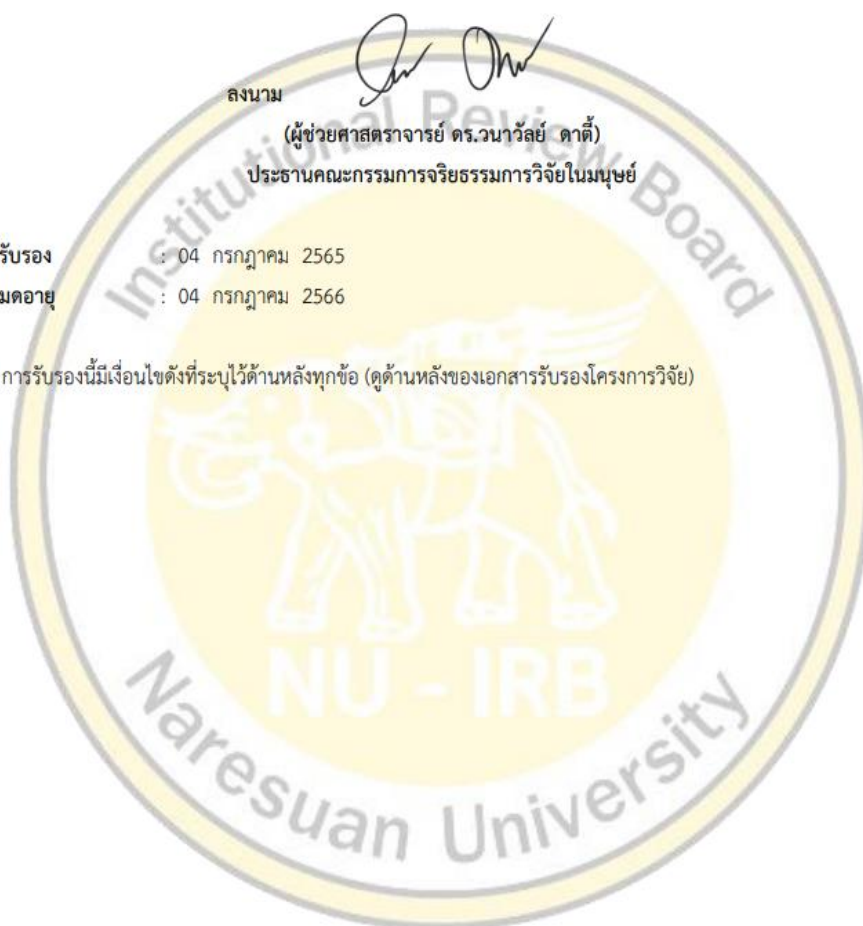 ลงนาม
(ผู้ช่วยศาสตราจารย์ ดร.วนาวัลย์ ดาตี้)
ประธานคณะกรรมการจริยธรรมการวิจัยในมนุษย์
รับรอง : 04 กรกฎาคม 2565
มดอายุ : 04 กรกฎาคม 2566
การรับรองนี้มีเงื่อนไขดังที่ระบุไว้ด้านหลังทุกข้อ (ดูด้านหลังของเอกสารรับรองโครงการวิจัย)
Institutional Review Board
NU - IRB
Naresuan University